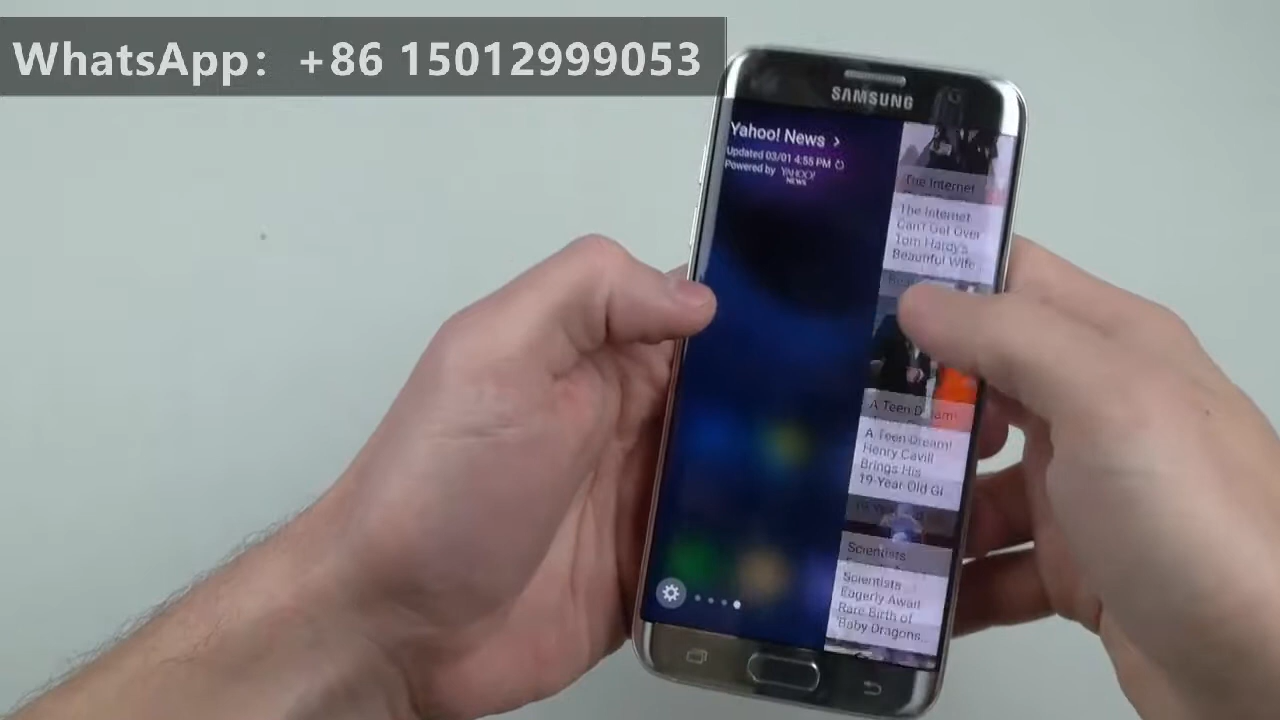 WhatsApp: +86 15012999053
SAMSUNG
Yahoo! News >
Updated 03/01 4:55 PM
Powered by YAHOO! NEWS
The Internet
The Internet
Can't Get Over
Tom Hardy's
Beautiful Wife...
A Teen Dream!
A Teen Dream!
Henry Cavill
Brings His
19-Year Old Gi
Scientists
Scientists
Eagerly Await
Rare Birth of
'Baby Dragons...